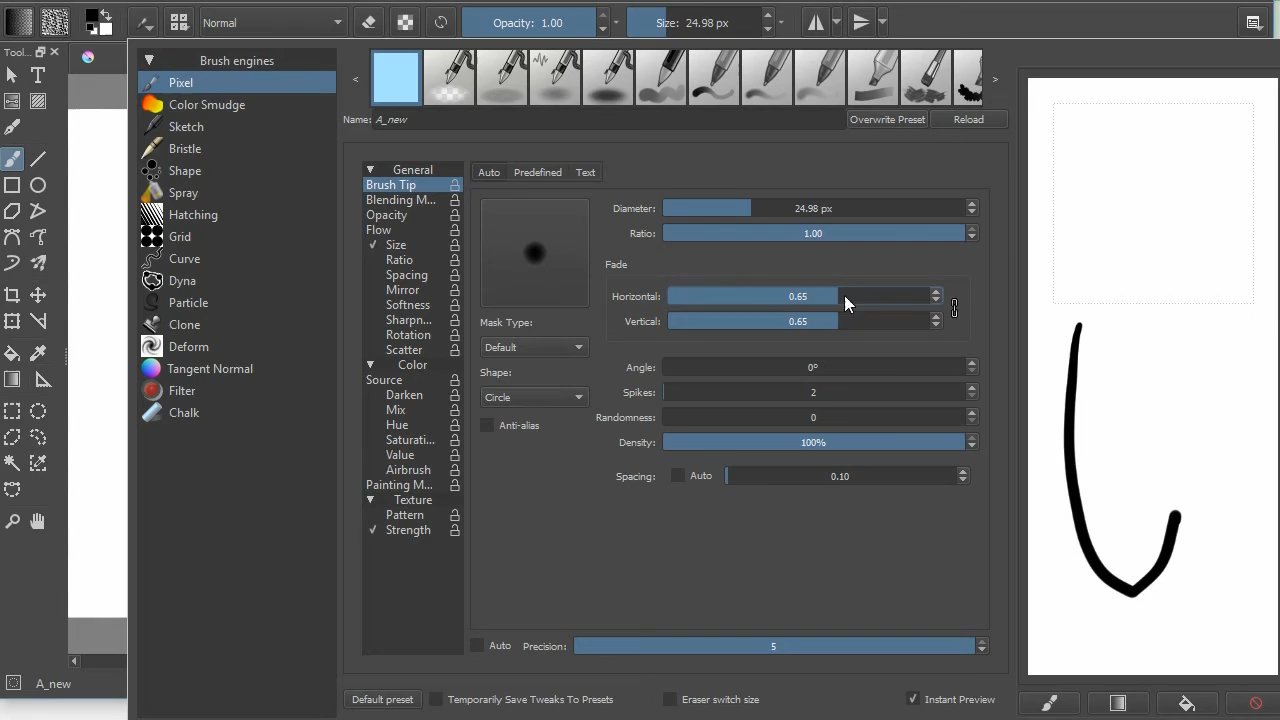 Normal
Opacity: 1.00
Size: 24.98 px
Tool...
Brush engines
Pixel
Color Smudge
Sketch
Bristle
Shape
Spray
Hatching
Grid
Curve
Dyna
Particle
Clone
Deform
Tangent Normal
Filter
Chalk
A_new
< >
Name: A_new
Overwrite Preset
Reload
General
Brush Tip
Blending M...
Opacity
Flow
Size
Ratio
Spacing
Mirror
Softness
Sharpn...
Rotation
Scatter
Color
Source
Darken
Mix
Hue
Saturati...
Value
Airbrush
Painting M...
Texture
Pattern
Strength
Auto Predefined Text
Mask Type:
Default
Shape:
Circle
Anti-alias
Diameter: 24.98 px
Ratio: 1.00
Fade
Horizontal: 0.65
Vertical: 0.65
Angle: 0°
Spikes: 2
Randomness: 0
Density: 100%
Spacing: Auto 0.10
Auto Precision: 5
Default preset
Temporarily Save Tweaks To Presets
Eraser switch size
Instant Preview